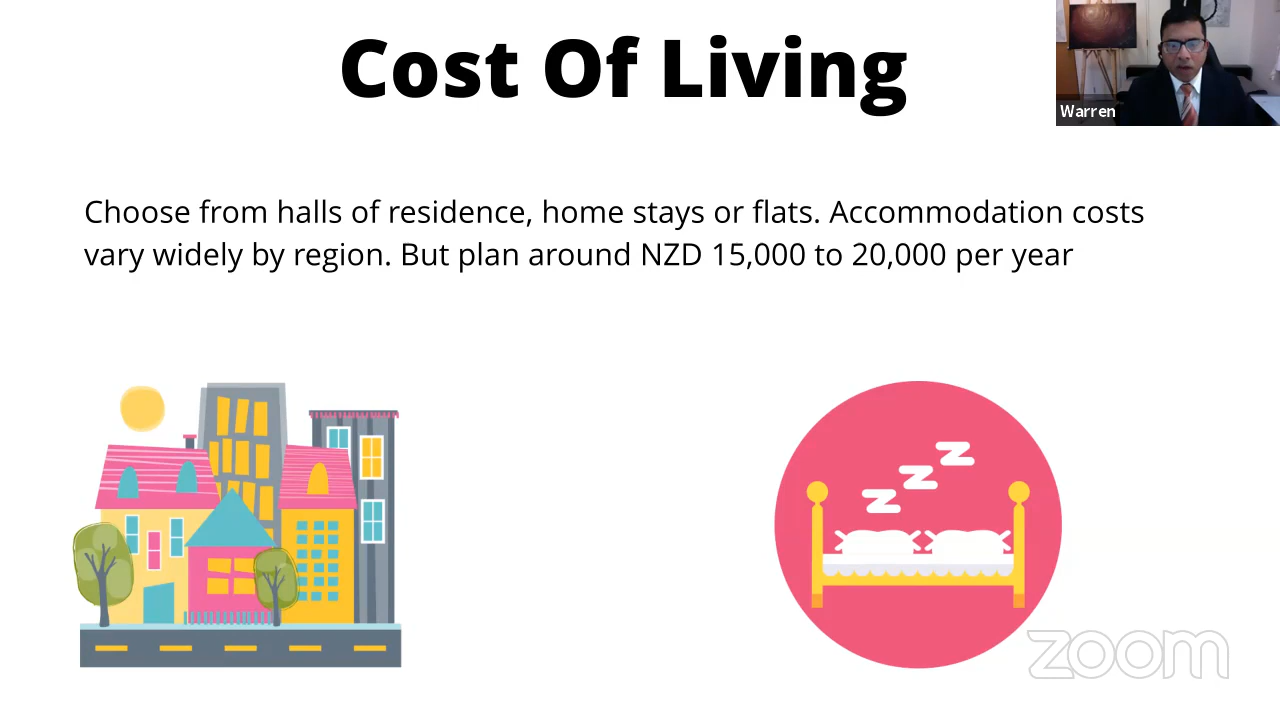 Cost Of Living
Warren
Choose from halls of residence, home stays or flats. Accommodation costs
vary widely by region. But plan around NZD 15,000 to 20,000 per year
z z z
zoom